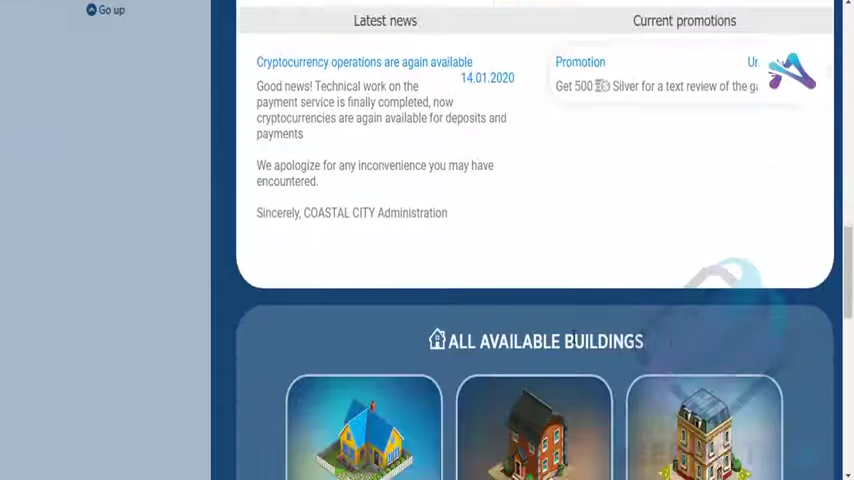 Go up
Latest news
Current promotions
Cryptocurrency operations are again available
14.01.2020
Good news! Technical work on the
payment service is finally completed, now
cryptocurrencies are again available for deposits and
payments
We apologize for any inconvenience you may have
encountered.
Sincerely, COASTAL CITY Administration
Promotion
Get 500 Silver for a text review of the
ALL AVAILABLE BUILDINGS